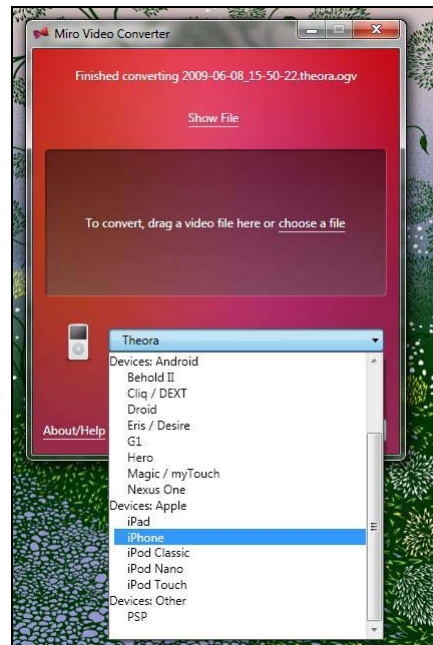 Miro Video Converter
Finished converting 2009-06-08_15-50-22.theora.ogv
Show File
To convert, drag a video file here or choose a file
Theora
Devices: Android
Behold II
Cliq / DEXT
Droid
Eris / Desire
G1
Hero
Magic / myTouch
Nexus One
Devices: Apple
iPad
iPhone
iPod Classic
iPod Nano
iPod Touch
Devices: Other
PSP
About/Help